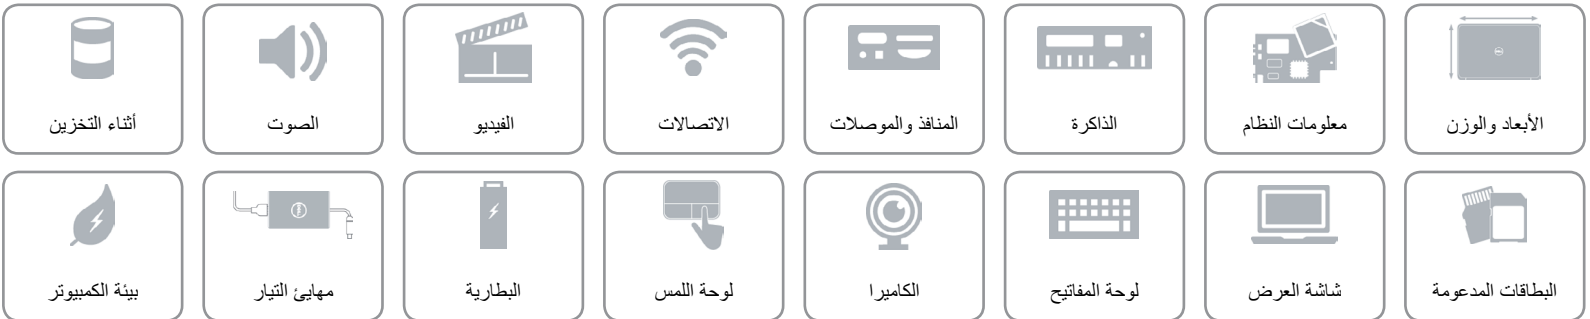 الأبعاد والوزن
معلومات النظام
الذاكرة
المنافذ والموصلات
الاتصالات
الفيديو
الصوت
أثناء التخزين
البطاقات المدعومة
شاشة العرض
لوحة المفاتيح
الكاميرا
لوحة اللمس
البطارية
مهايئ التيار
بيئة الكمبيوتر